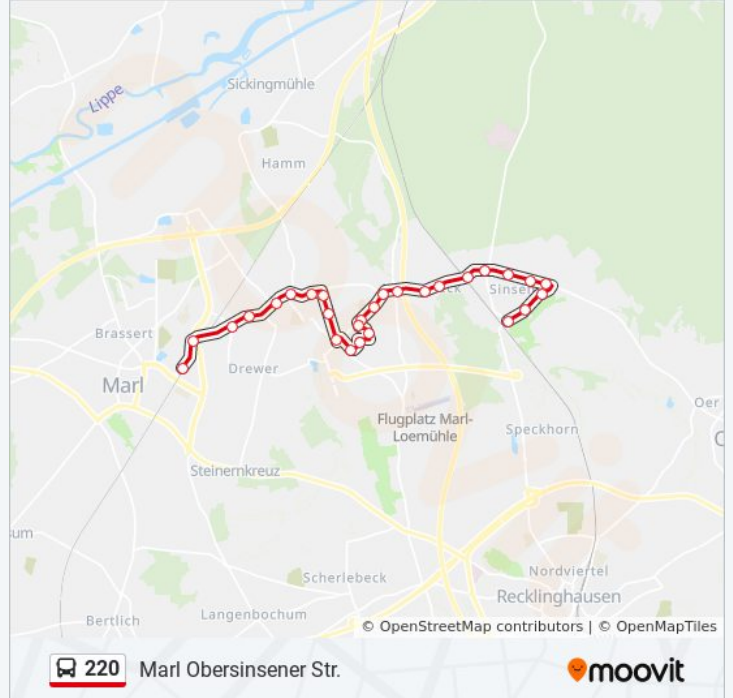 Sickingmühle
Lippe
Hamm
Sinsen
Brassert
Marl
Drewer
Oer
Flugplatz Marl-
Loemühle
Speckhorn
Steinernkreuz
Nordviertel
Scherlebeck
Recklinghausen
Bertlich
Langenbochum
© OpenStreetMap contributors | © OpenMapTiles
220 Marl Obersinsener Str.
moovit